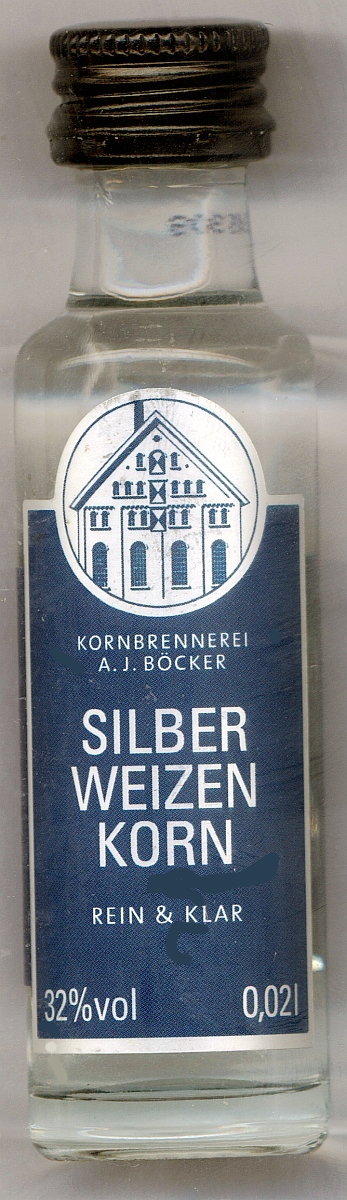 KORNBRENNEREI
A. J. BÖCKER
SILBER
WEIZEN
KORN
REIN & KLAR
32%vol 0,02l